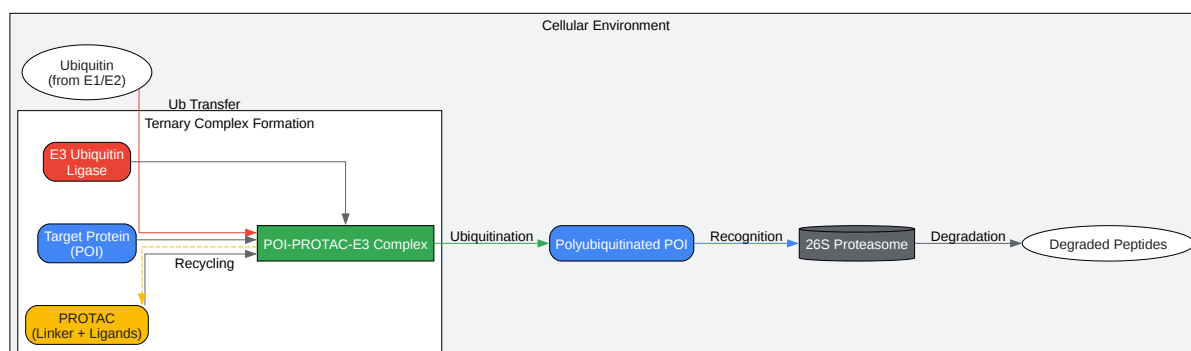 Cellular Environment
Ubiquitin
(from E1/E2)
Ub Transfer
Ternary Complex Formation
E3 Ubiquitin
Ligase
Target Protein
(POI)
POI-PROTAC-E3 Complex
Ubiquitination
Polyubiquitinated POI
Recognition
26S Proteasome
Degradation
Degraded Peptides
Recycling
PROTAC
(Linker + Ligands)